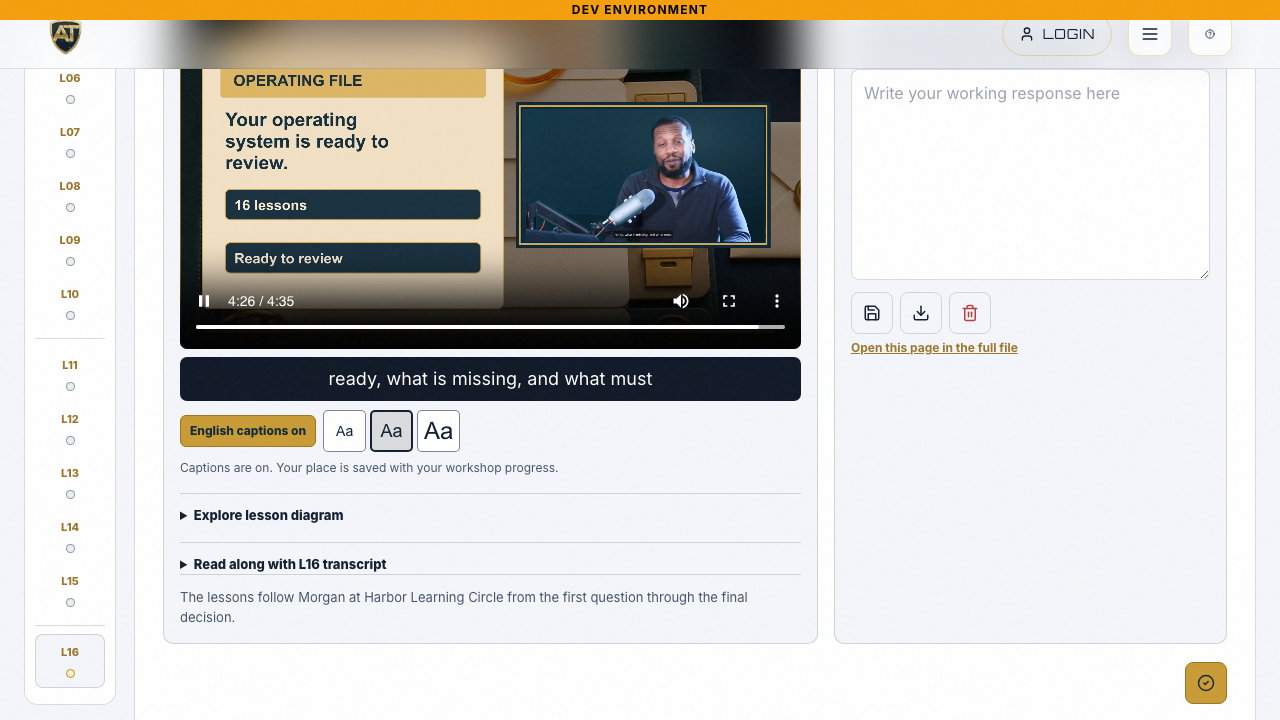 DEV ENVIRONMENT
AT
LOGIN
L06
L07
L08
L09
L10
L11
L12
L13
L14
L15
L16
OPERATING FILE
Your operating
system is ready to
review.
16 lessons
Ready to review
4:26 / 4:35
ready, what is missing, and what must
English captions on
Aa
Aa
Aa
Captions are on. Your place is saved with your workshop progress.
Explore lesson diagram
Read along with L16 transcript
The lessons follow Morgan at Harbor Learning Circle from the first question through the final
decision.
Write your working response here
Open this page in the full file